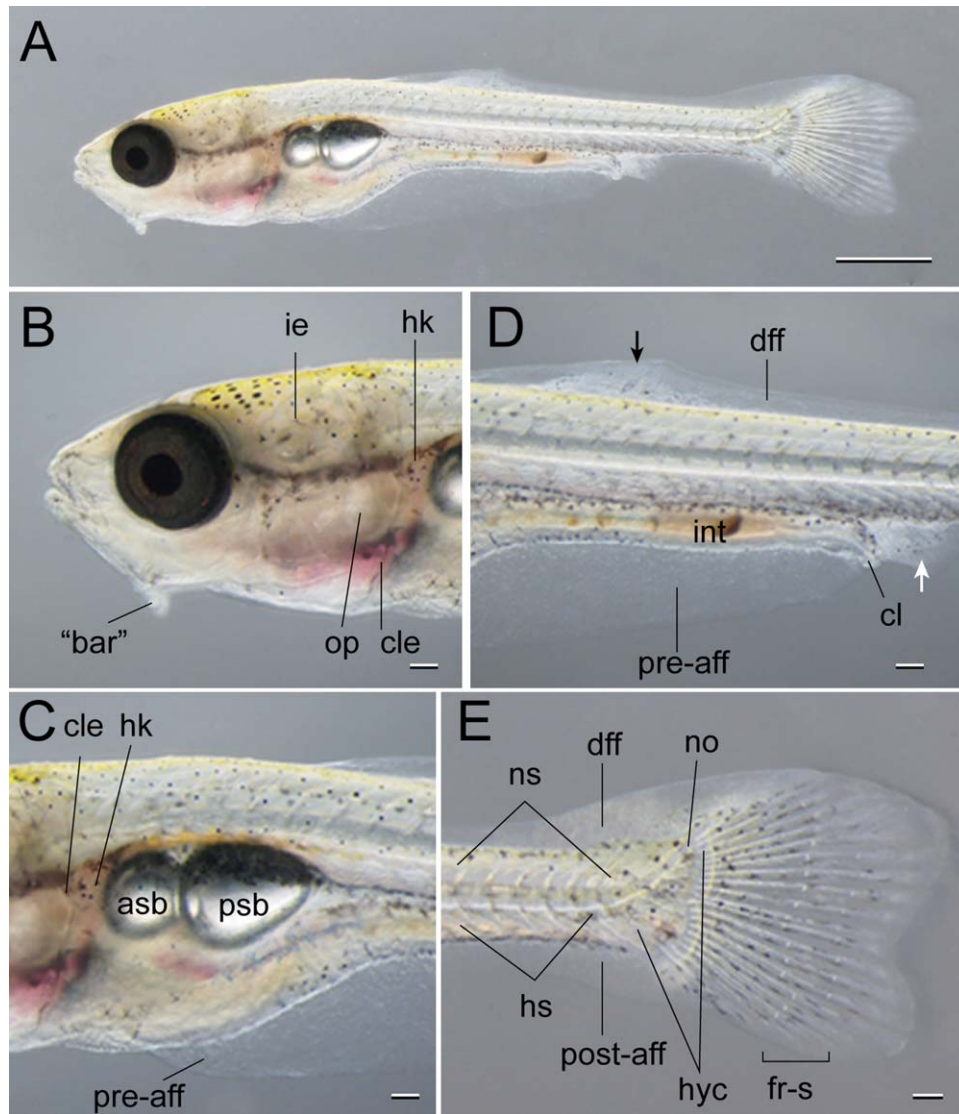 A
B
ie
hk
"bar"
op
cle
D
dff
int
cl
pre-aff
C
cle
hk
asb
psb
pre-aff
E
dff
no
ns
hs
post-aff
hyc
fr-s